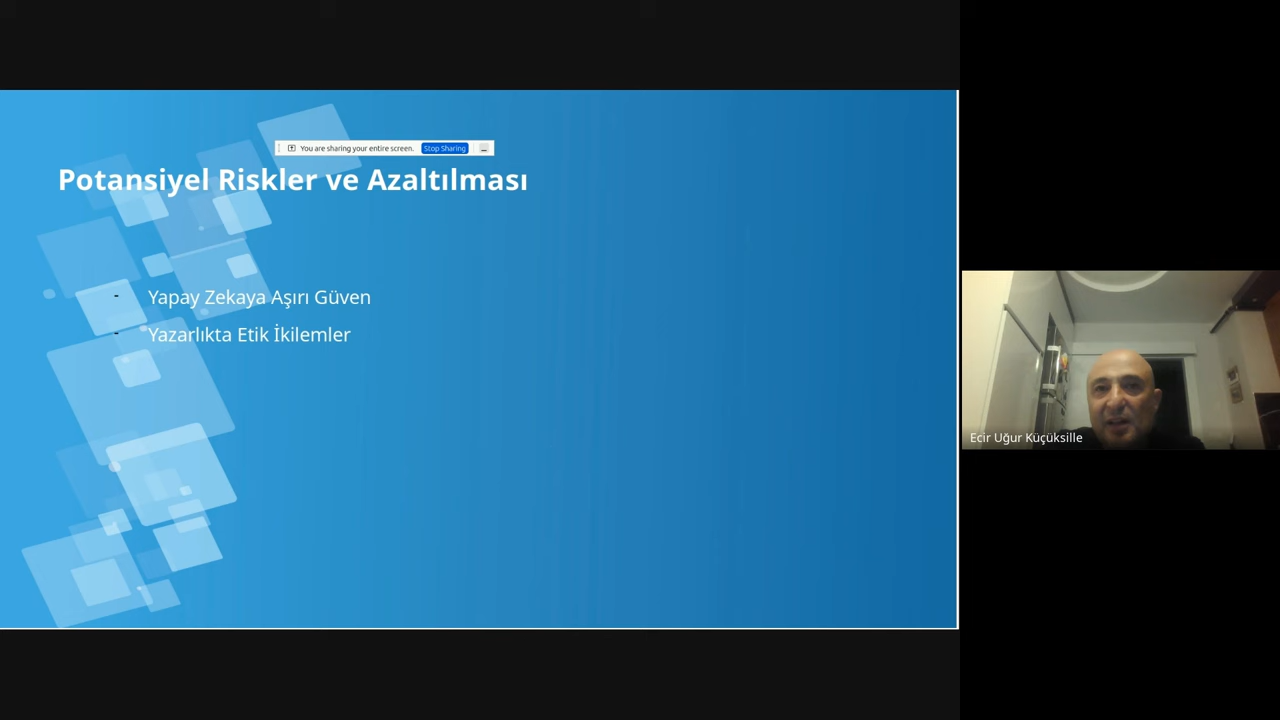 You are sharing your entire screen. Stop Sharing
Potansiyel Riskler ve Azaltılması
- Yapay Zekaya Aşırı Güven
- Yazarlıkta Etik İkilemler
Ecir Uğur Küçüksille